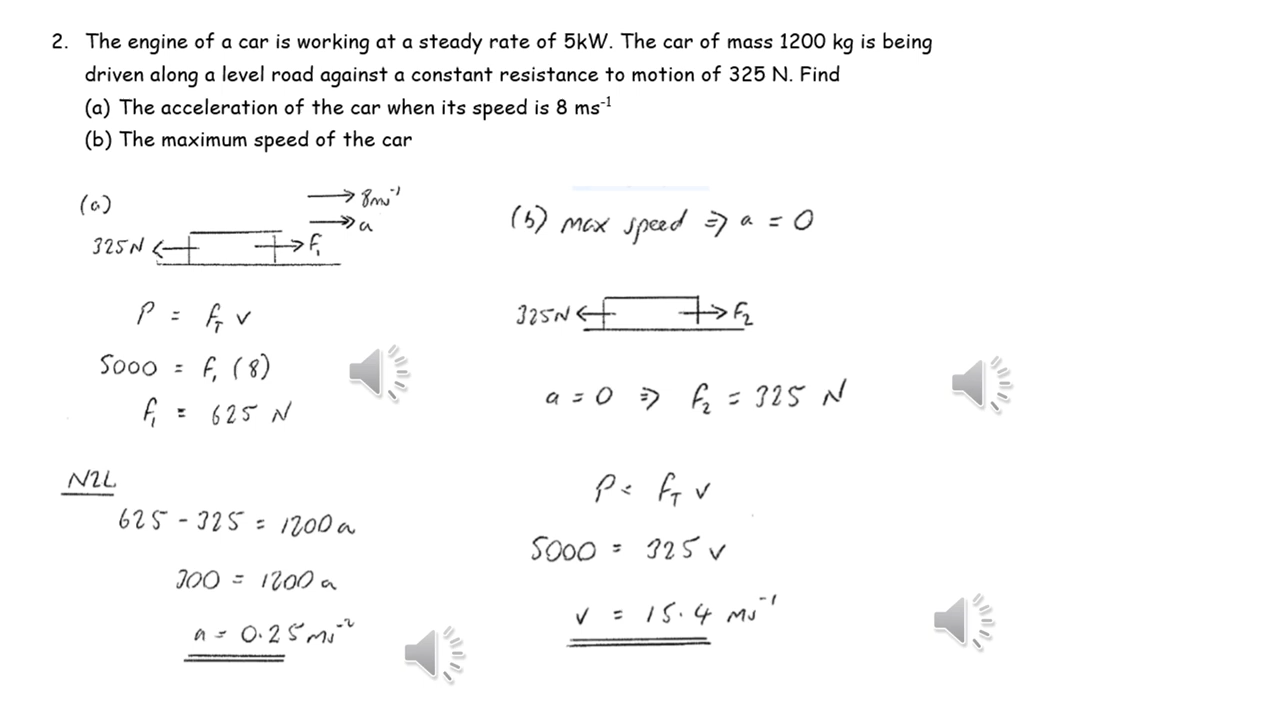 2. The engine of a car is working at a steady rate of 5kW. The car of mass 1200 kg is being
driven along a level road against a constant resistance to motion of 325 N. Find
(a) The acceleration of the car when its speed is 8 ms⁻¹
(b) The maximum speed of the car
(a)
8ms⁻¹
a
325N F₁
P = F_T v
5000 = F₁ (8)
F₁ = 625 N
N2L
625 - 325 = 1200a
300 = 1200a
a = 0.25ms⁻²
(b) max speed ⇒ a = 0
325N F₂
a = 0 ⇒ F₂ = 325 N
P = F_T v
5000 = 325 v
v = 15.4 ms⁻¹